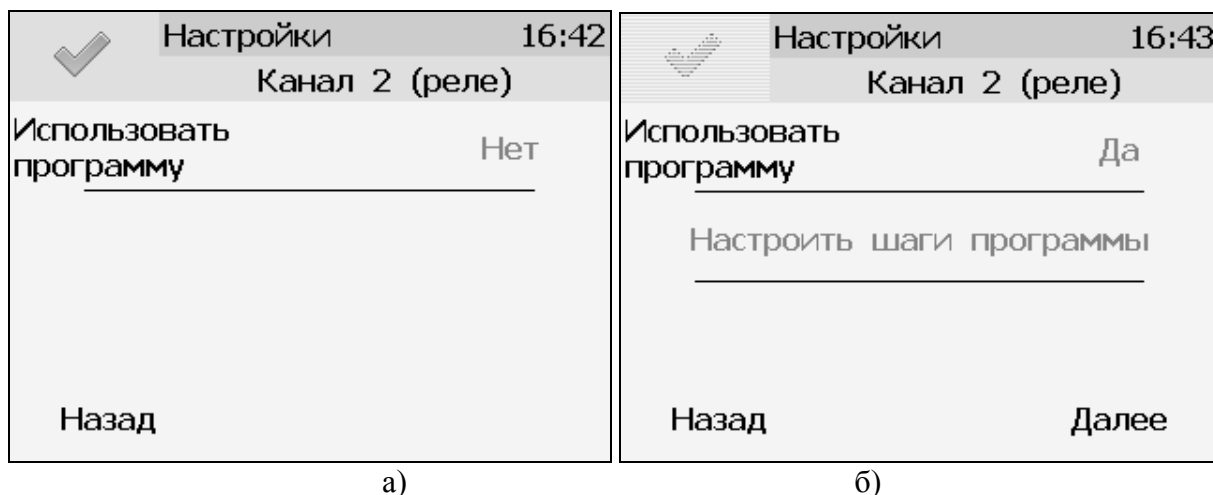 Настройки 16:42
Канал 2 (реле)
Использовать
программу
Нет
Назад
а)
Настройки 16:43
Канал 2 (реле)
Использовать
программу
Да
Настроить шаги программы
Назад Далее
б)